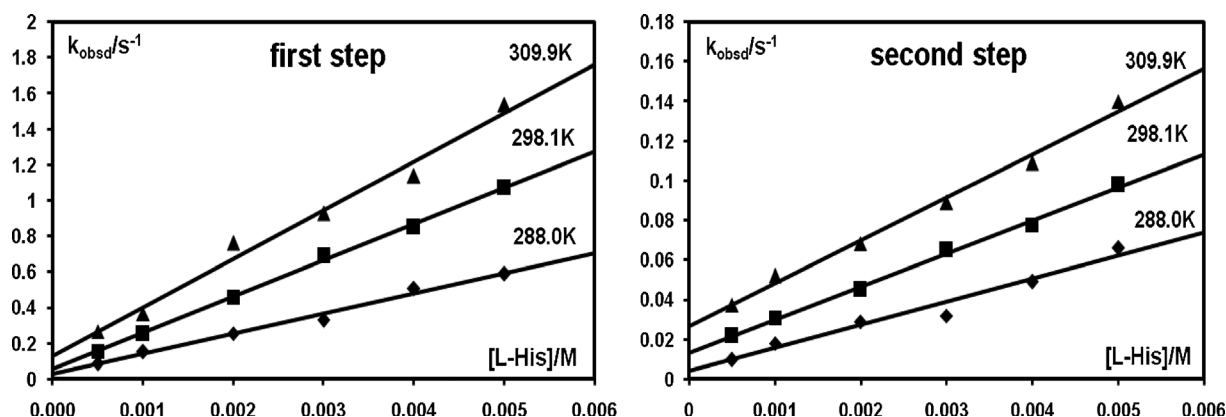 2
k_obsd/s⁻¹
first step
309.9K
1.8
1.6
1.4
298.1K
1.2
1
0.8
288.0K
0.6
0.4
0.2
[L-His]/M
0
0.000 0.001 0.002 0.003 0.004 0.005 0.006
0.18
k_obsd/s⁻¹
second step
309.9K
0.16
0.14
298.1K
0.12
0.1
288.0K
0.08
0.06
0.04
0.02
[L-His]/M
0
0 0.001 0.002 0.003 0.004 0.005 0.006